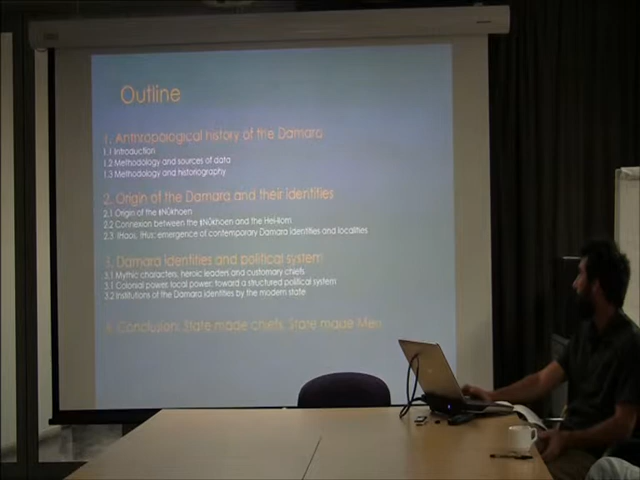 Outline
1. Anthropological history of the Damara
1.1 Introduction
1.2 Methodology and sources of data
1.3 Methodology and historiography
2. Origin of the Damara and their identities
2.1 Origin of the ǂNūkhoen
2.2 Connexion between the ǂNūkhoen and the Hei-llom
2.3 !Haos, !Hus: emergence of contemporary Damara identities and localities
3. Damara identities and political system
3.1 Mythic characters, heroic leaders and customary chiefs
3.1 Colonial power, local power: toward a structured political system
3.2 Institutions of the Damara identities by the modern state
Conclusion: State made chiefs, State made Men